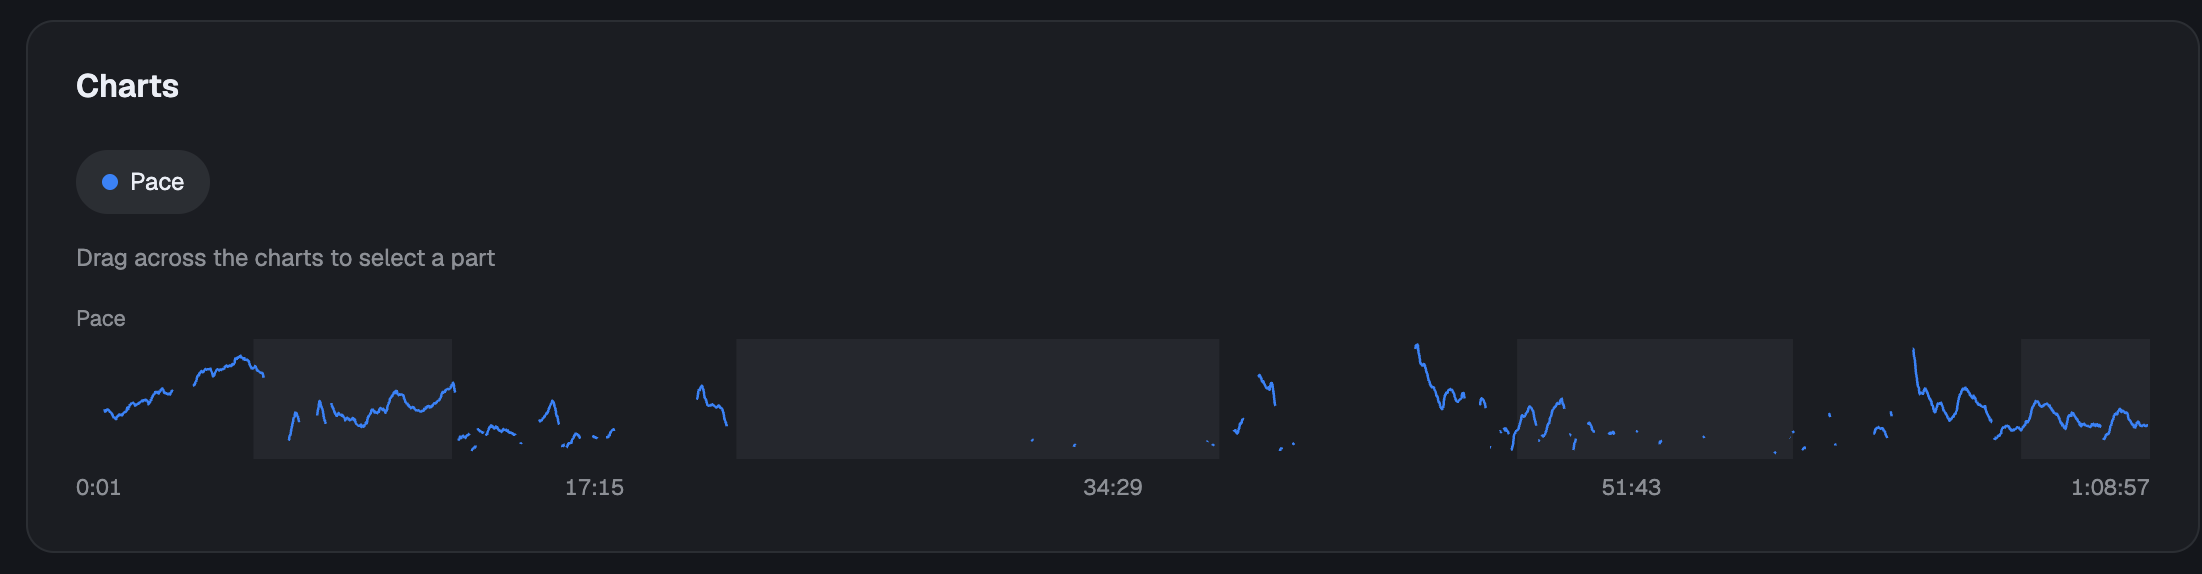 Charts
Pace
Drag across the charts to select a part
Pace
0:01 17:15 34:29 51:43 1:08:57